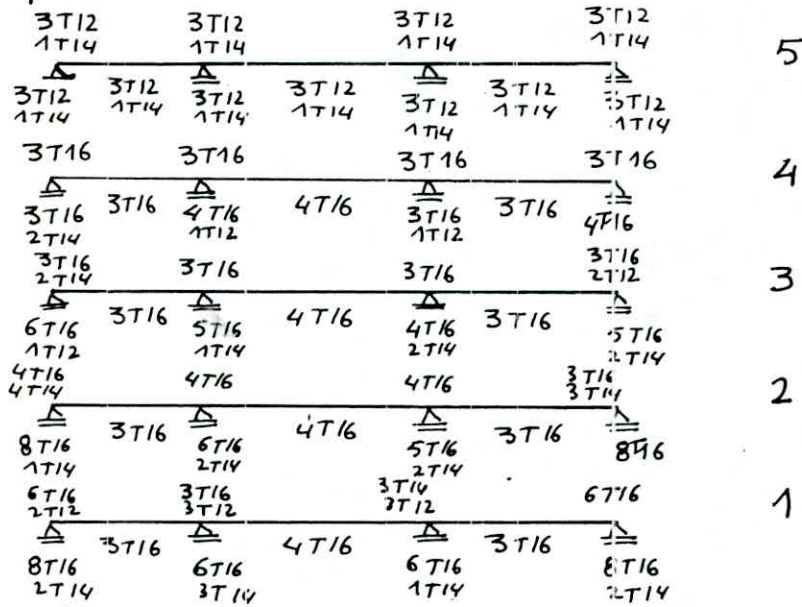 3T12 3T12 3T12 3T12
1T14 1T14 1T14 1T14
5
3T12 3T12 3T12 3T12 3T12 3T12 3T12
1T14 1T14 1T14 1T14 1T14 1T14 1T14
3T16 3T16 3T16 3T16
4
3T16 3T16 4T16 4T16 3T16 3T16 4T16
2T14 1T12 1T12
3T16 3T16 3T16 3T16
2T14 2T12
3
6T16 3T16 5T16 4T16 4T16 3T16 5T16
1T12 1T14 2T14 2T14
4T16 4T16 4T16 3T16
4T14 3T14
2
8T16 3T16 6T16 4T16 5T16 3T16 8T16
1T14 2T14 2T14
6T16 3T16 3T14 6T16
2T12 3T12 3T12
1
8T16 3T16 6T16 4T16 6T16 3T16 8T16
2T14 3T14 1T14 2T14